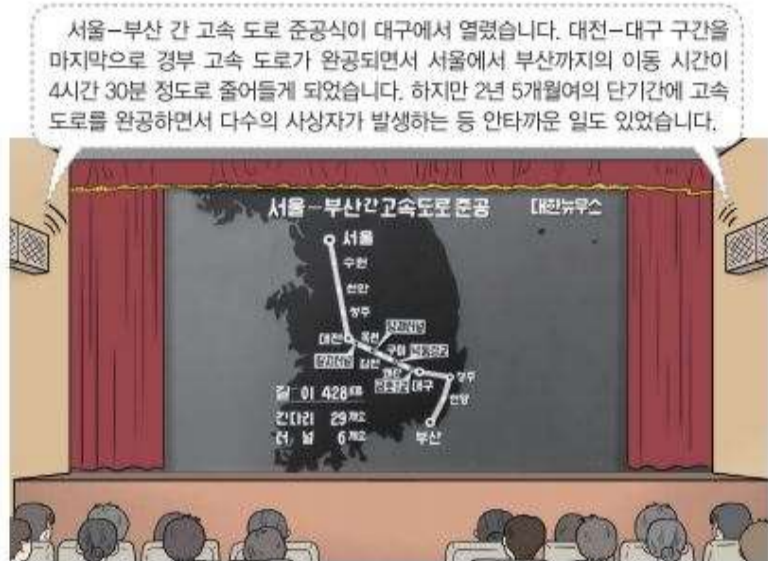 서울-부산 간 고속 도로 준공식이 대구에서 열렸습니다. 대전-대구 구간을
마지막으로 경부 고속 도로가 완공되면서 서울에서 부산까지의 이동 시간이
4시간 30분 정도로 줄어들게 되었습니다. 하지만 2년 5개월여의 단기간에 고속
도로를 완공하면서 다수의 사상자가 발생하는 등 안타까운 일도 있었습니다.
서울-부산간고속도로준공 대한뉴우스
서울
수원
천안
청주
대전 옥천
구미
대구
경주
부산
길이 428
긴다리 29개소
터널 6개소